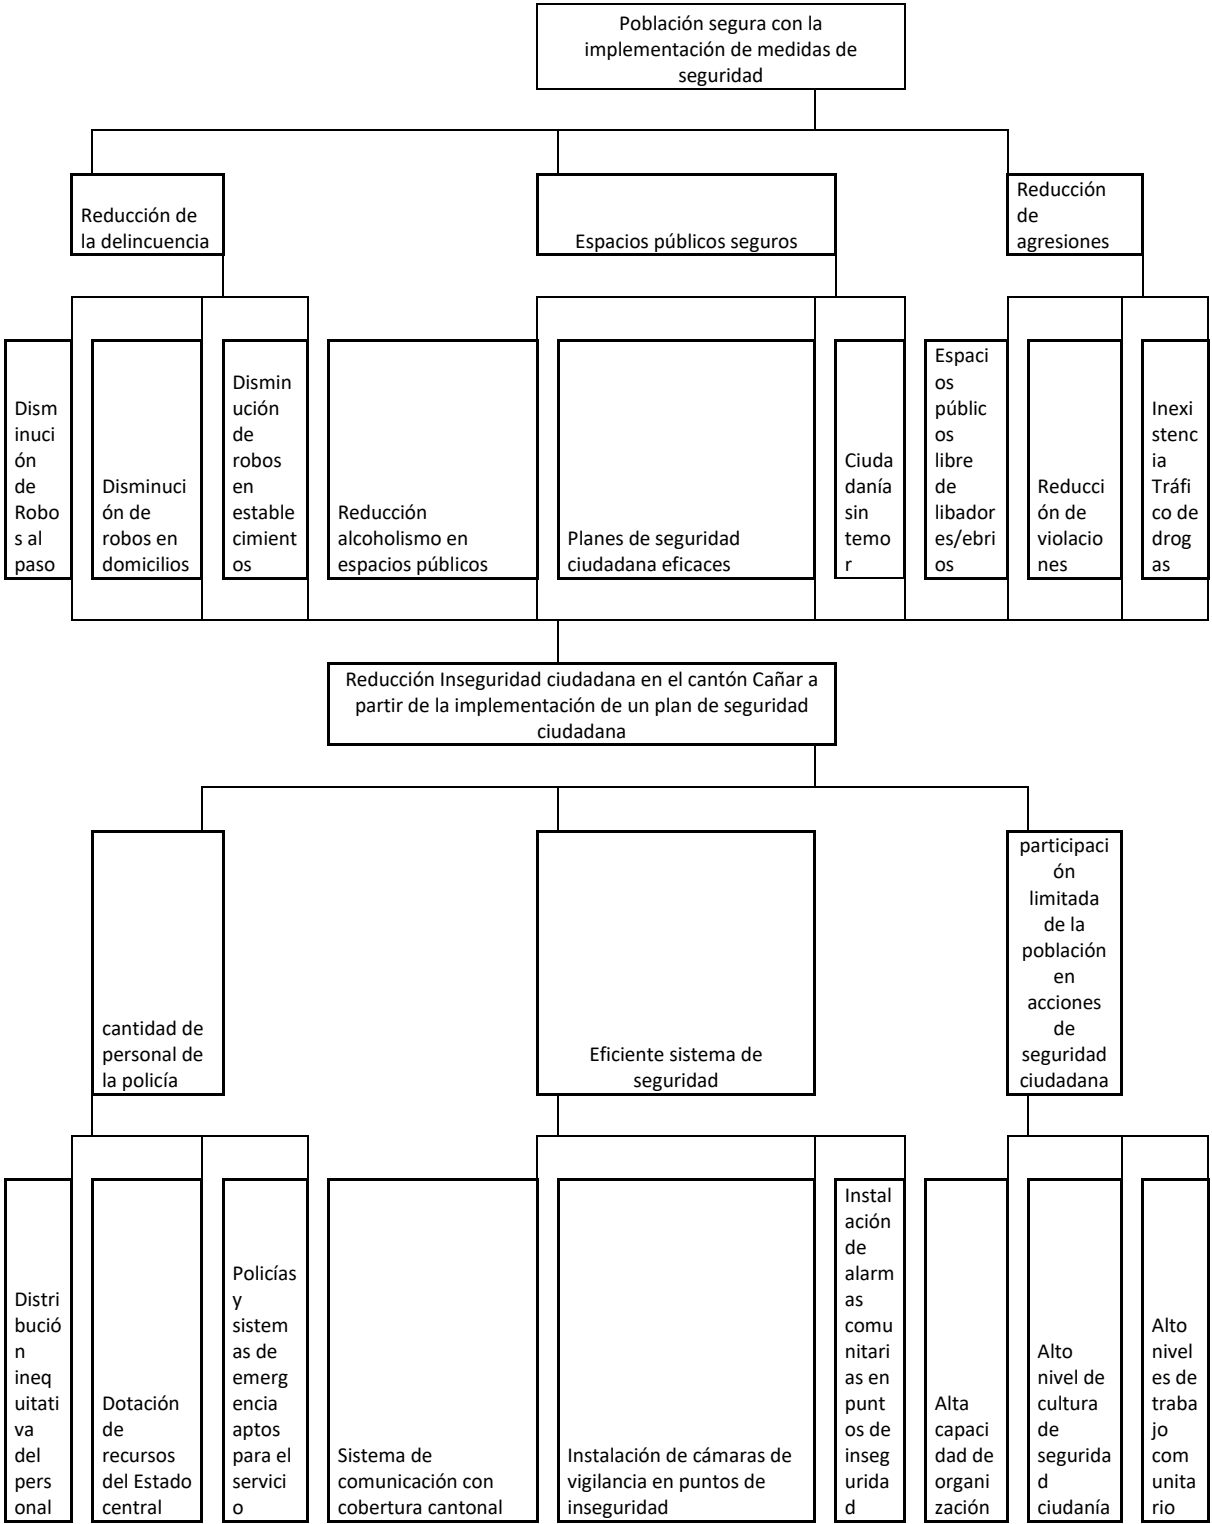 Población segura con la
implementación de medidas de
seguridad
Reducción de
la delincuencia
Espacios públicos seguros
Reducción
de
agresiones
Dism
inuci
ón
de
Robo
s al
paso
Disminuci
ón de
robos en
domicilios
Dismin
ución
de
robos
en
estable
cimient
os
Reducción
alcoholismo en
espacios públicos
Planes de seguridad
ciudadana eficaces
Ciuda
danía
sin
temo
r
Espaci
os
públic
os
libre
de
libador
es/ebri
os
Reducci
ón de
violacio
nes
Inexi
stenc
ia
Tráfi
co de
drog
as
Reducción Inseguridad ciudadana en el cantón Cañar a
partir de la implementación de un plan de seguridad
ciudadana
cantidad de
personal de
la policía
Eficiente sistema de
seguridad
participaci
ón
limitada
de la
población
en
acciones
de
seguridad
ciudadana
Distri
bució
n
ineq
uitati
va
del
pers
onal
Dotación
de
recursos
del Estado
central
Policías
y
sistem
as de
emerg
encia
aptos
para el
servici
o
Sistema de
comunicación con
cobertura cantonal
Instalación de cámaras de
vigilancia en puntos de
inseguridad
Instal
ación
de
alarm
as
comu
nitari
as en
punt
os de
inseg
urida
d
Alta
capaci
dad de
organi
zación
Alto
nivel de
cultura
de
segurida
d
ciudanía
Alto
nivel
es de
traba
jo
com
unita
rio